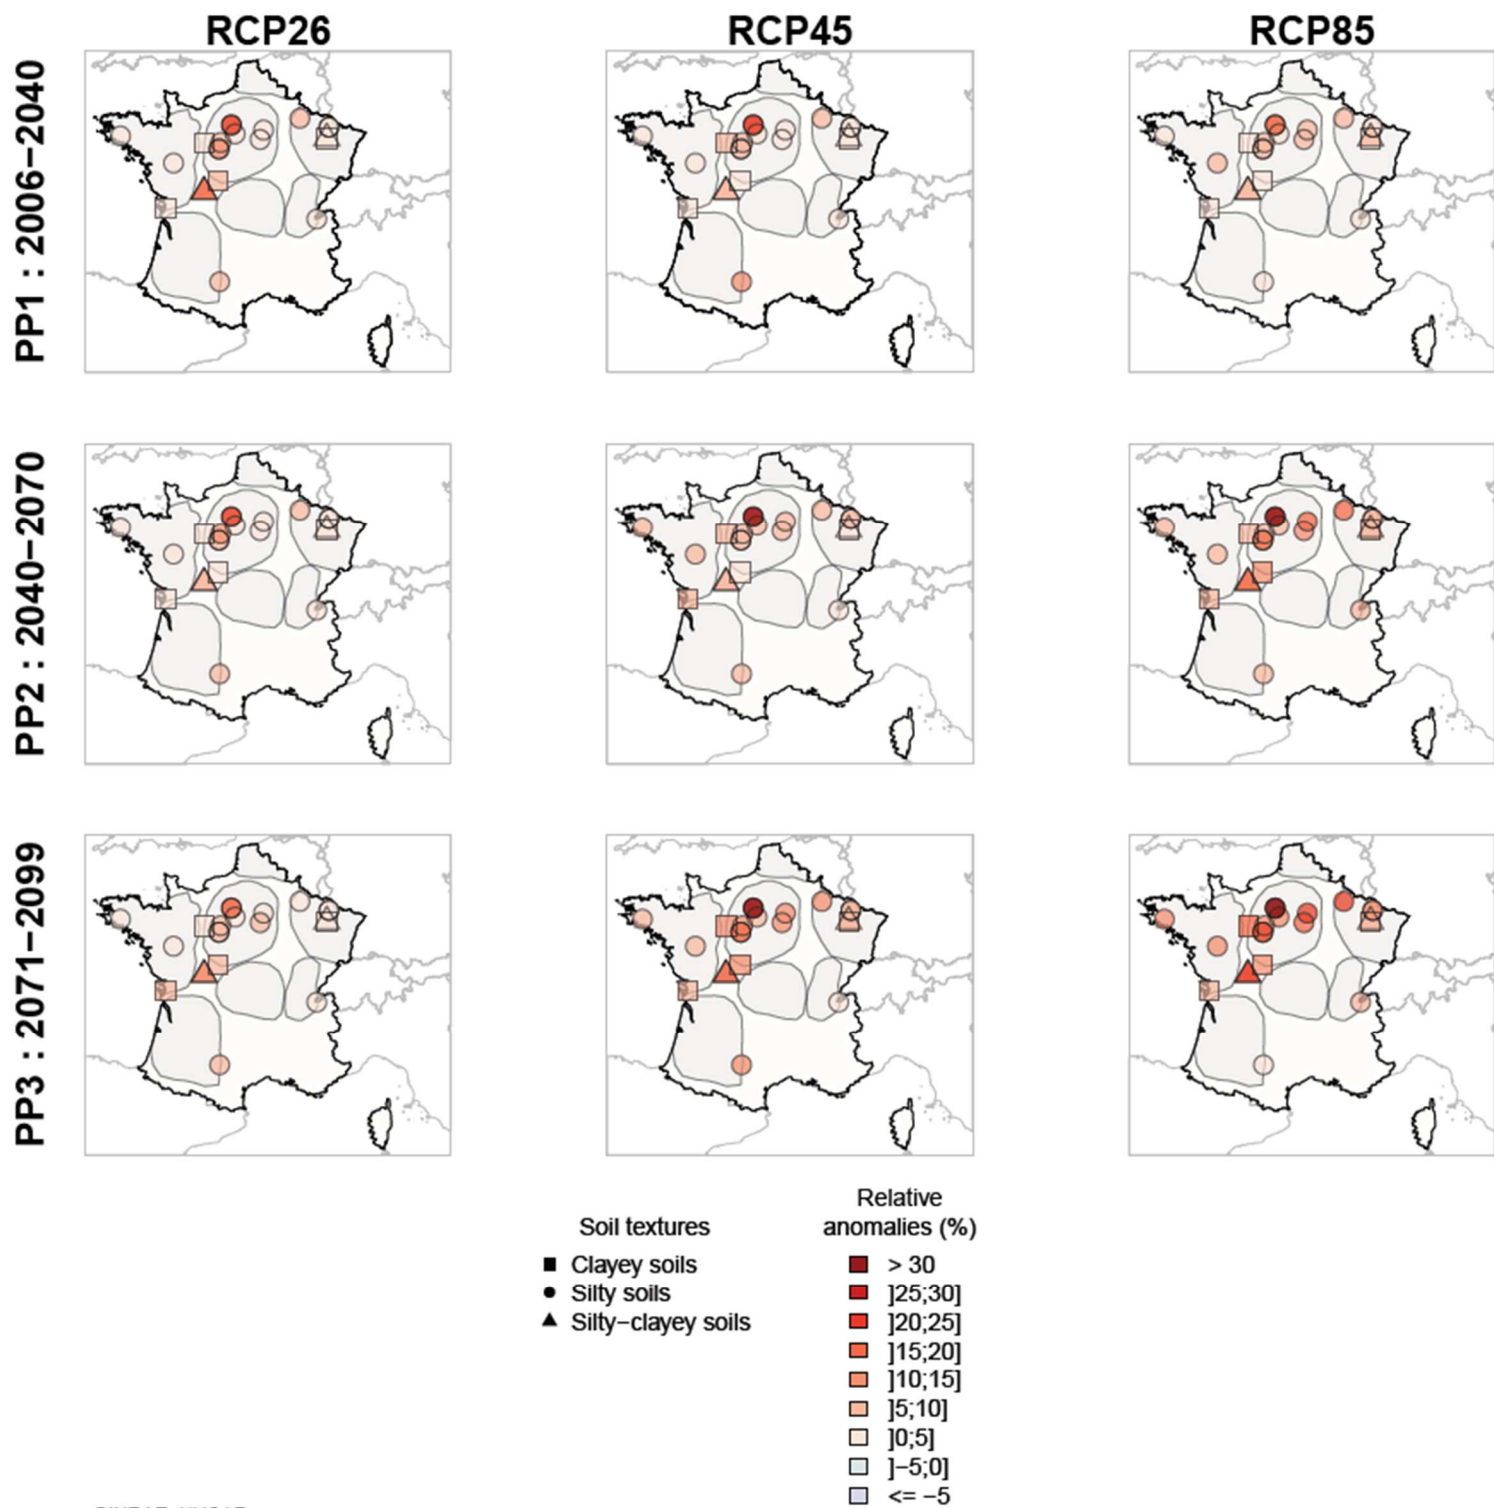 RCP26
RCP45
RCP85
PP1 : 2006−2040
PP2 : 2040−2070
PP3 : 2071−2099
Soil textures
Clayey soils
Silty soils
Silty−clayey soils
Relative
anomalies (%)
> 30
]25;30]
]20;25]
]15;20]
]10;15]
]5;10]
]0;5]
]−5;0]
<= −5